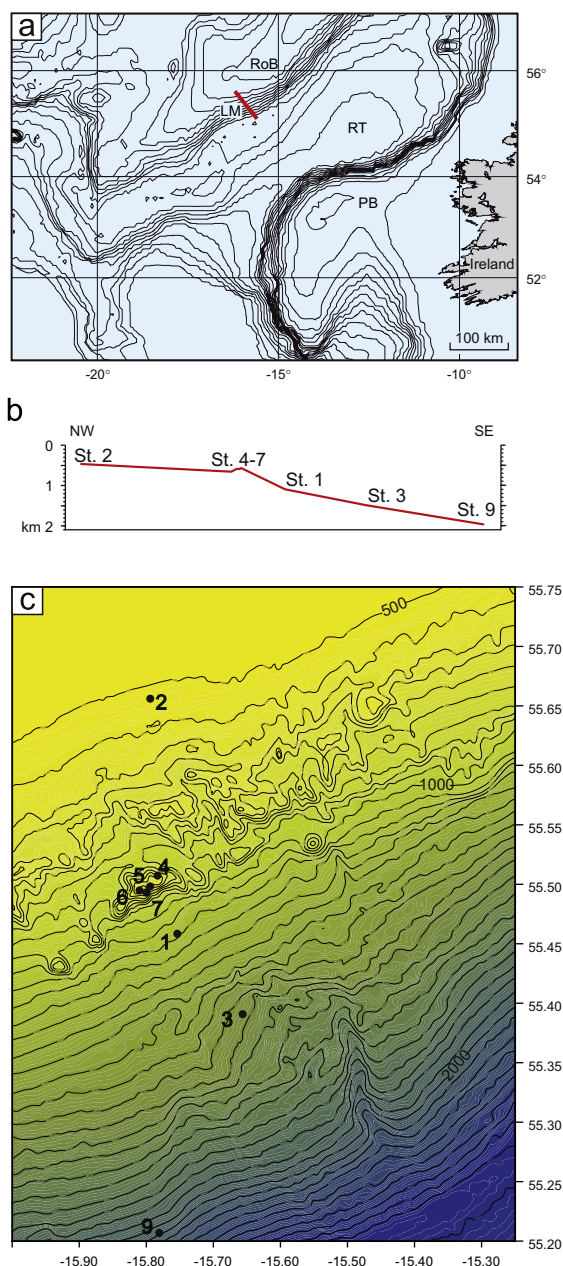 a
RoB
LM
RT
PB
Ireland
100 km
56°
54°
52°
-20° -15° -10°
b
NW SE
0
1
km 2
St. 2
St. 4-7
St. 1
St. 3
St. 9
c
500
1000
2000
2
4
5
6
7
1
3
9
55.75
55.70
55.65
55.60
55.55
55.50
55.45
55.40
55.35
55.30
55.25
55.20
-15.90 -15.80 -15.70 -15.60 -15.50 -15.40 -15.30